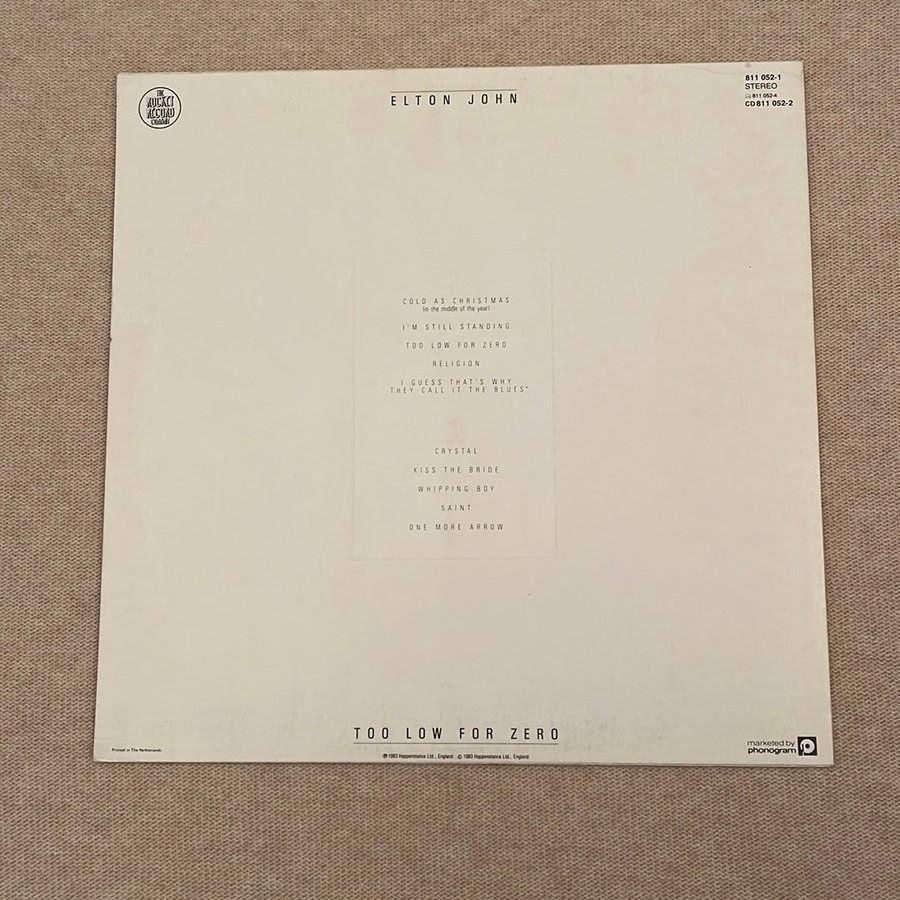 THE
ROCKET
RECORD
COMPANY
ELTON JOHN
811 052-1
STEREO
811 052-4
CD 811 052-2
COLD AS CHRISTMAS
(in the middle of the year)
I'M STILL STANDING
TOO LOW FOR ZERO
RELIGION
I GUESS THAT'S WHY
THEY CALL IT THE BLUES*
CRYSTAL
KISS THE BRIDE
WHIPPING BOY
SAINT
ONE MORE ARROW
TOO LOW FOR ZERO
Printed in The Netherlands
℗ 1983 Happenstance Ltd., England © 1983 Happenstance Ltd., England
marketed by
phonogram